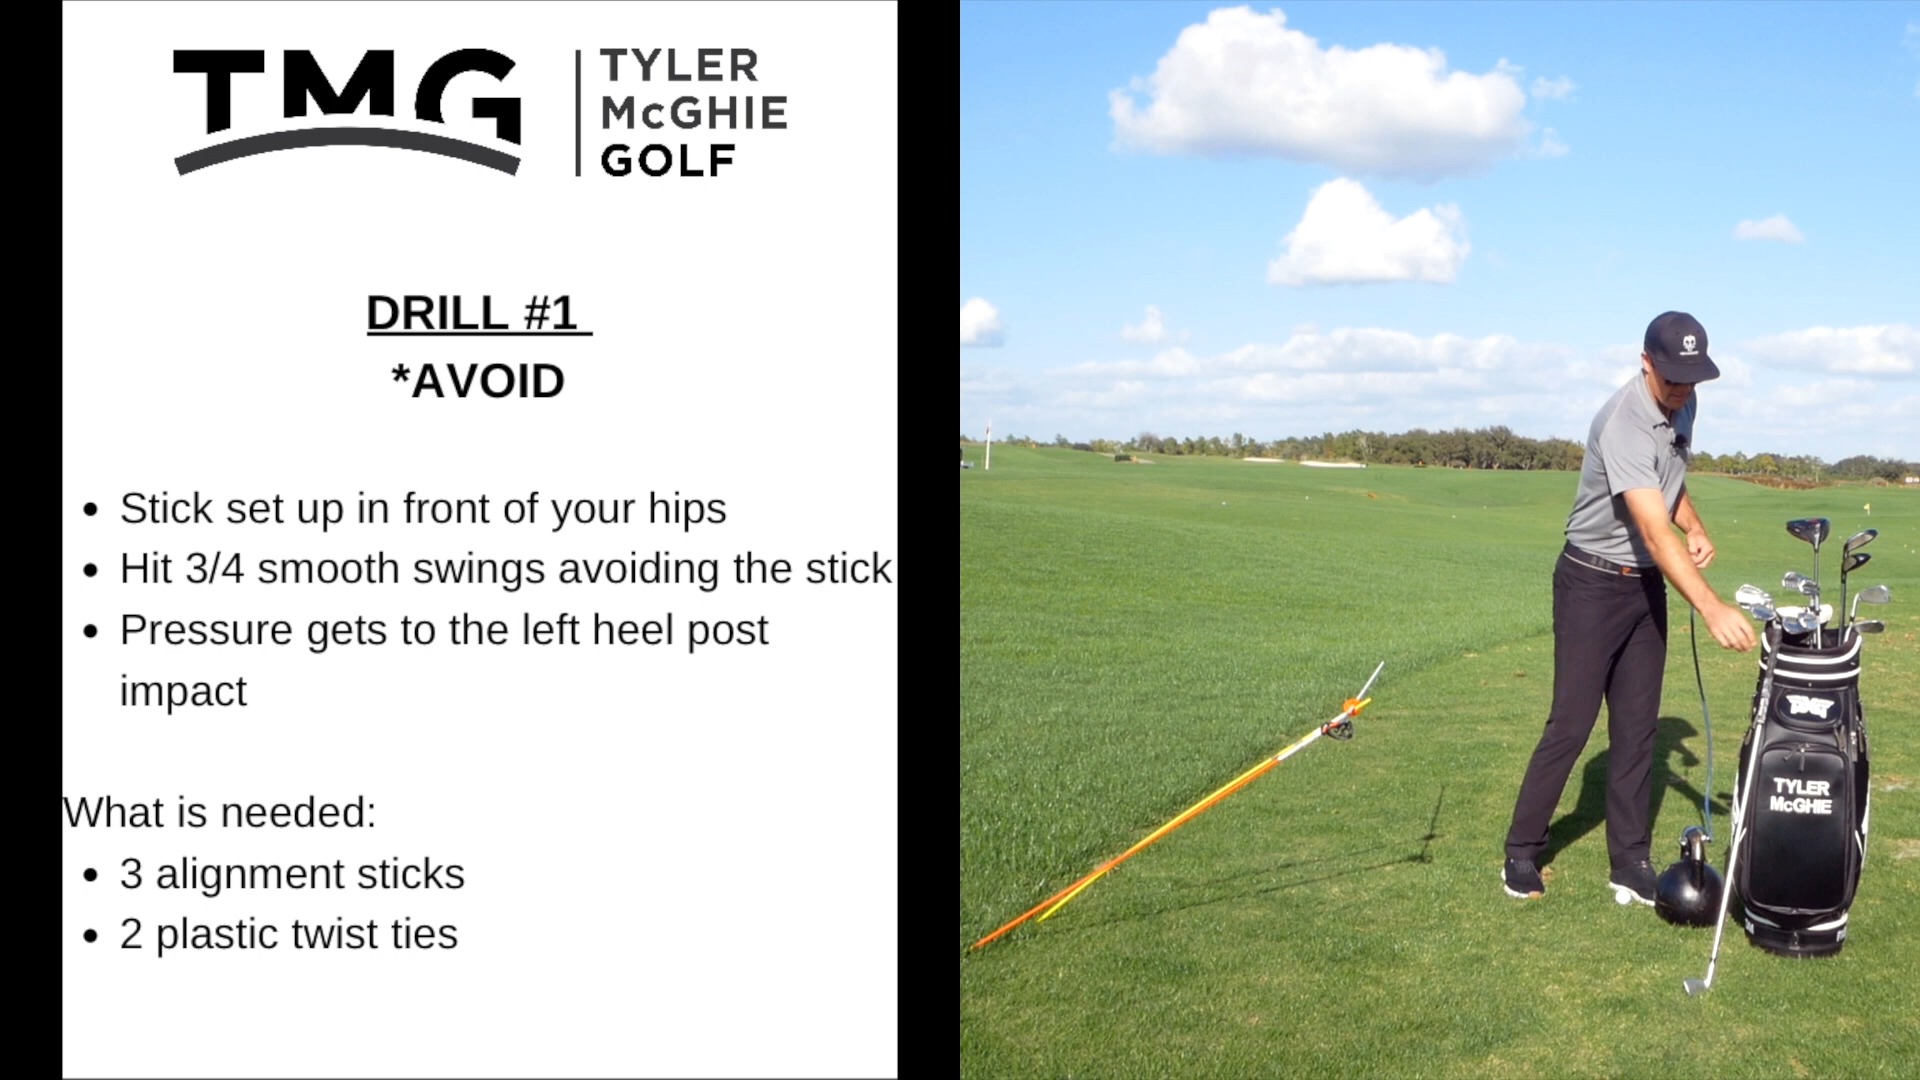 TMG
TYLER
McGHIE
GOLF
DRILL #1
*AVOID
• Stick set up in front of your hips
• Hit 3/4 smooth swings avoiding the stick
• Pressure gets to the left heel post
impact
What is needed:
• 3 alignment sticks
• 2 plastic twist ties
TMG
TYLER
McGHIE